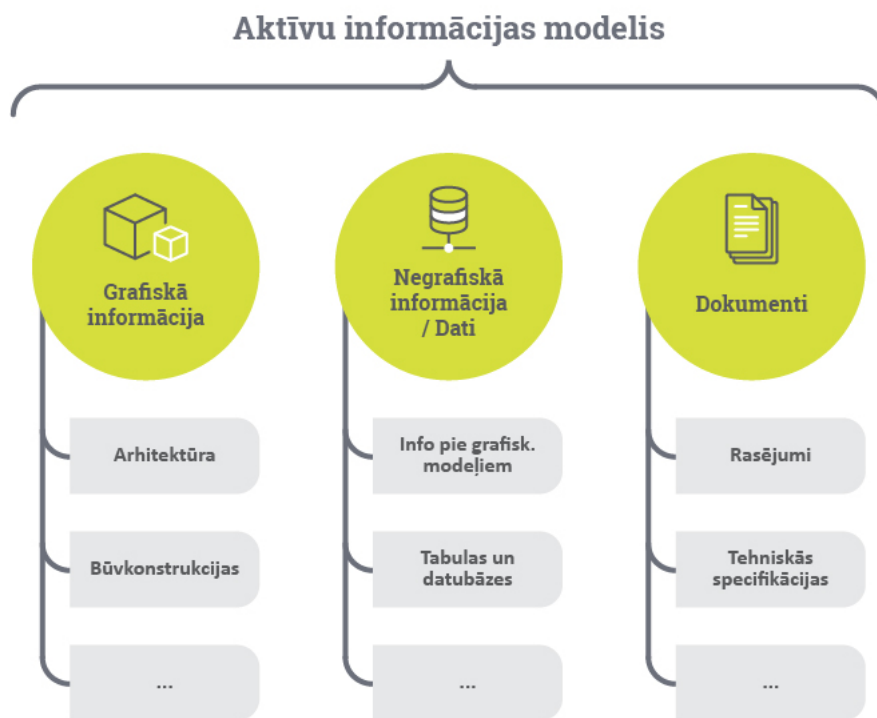 Aktīvu informācijas modelis
Grafiskā
informācija
Negrafiskā
informācija
/ Dati
Dokumenti
Arhitektūra
Info pie grafisk.
modeļiem
Rasējumi
Būvkonstrukcijas
Tabulas un
datubāzes
Tehniskās
specifikācijas
...
...
...